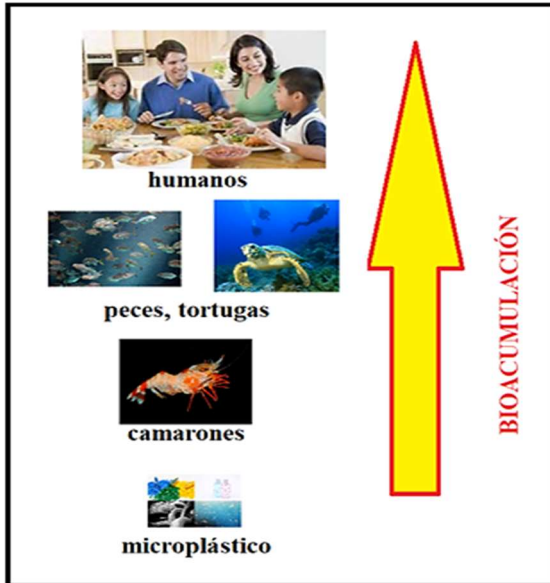 humanos
peces, tortugas
camarones
microplástico
BIOACUMULACIÓN